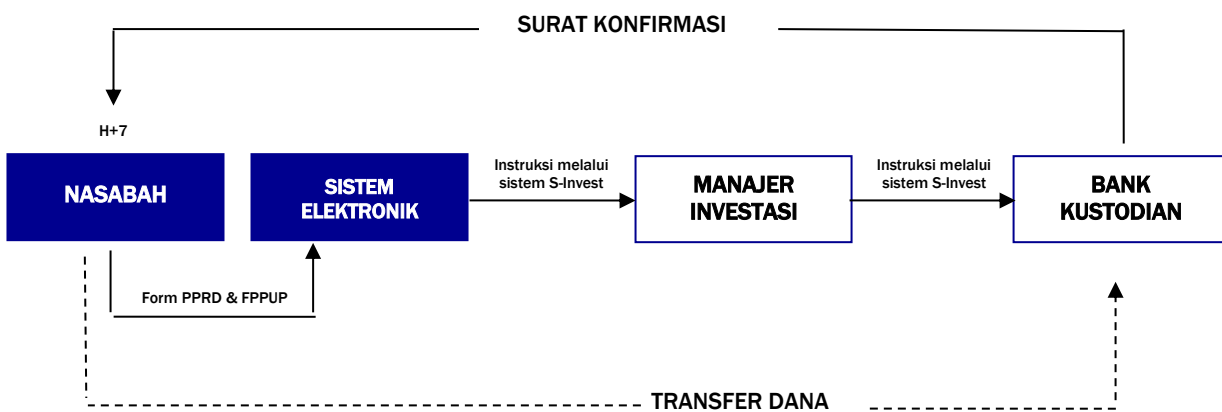 SURAT KONFIRMASI
H+7
NASABAH
SISTEM
ELEKTRONIK
Instruksi melalui
sistem S-Invest
MANAJER
INVESTASI
Instruksi melalui
sistem S-Invest
BANK
KUSTODIAN
Form PPRD & FPPUP
TRANSFER DANA